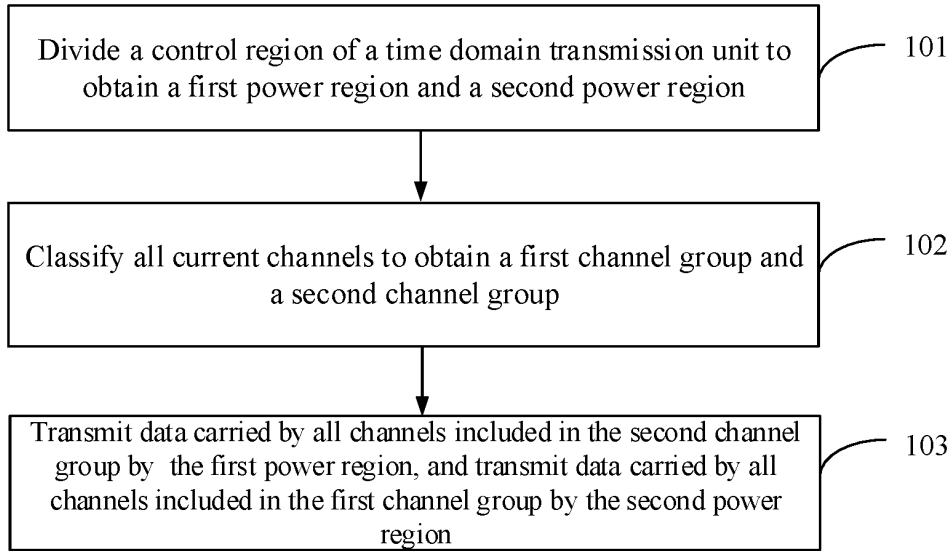 Divide a control region of a time domain transmission unit to
obtain a first power region and a second power region
101
Classify all current channels to obtain a first channel group and
a second channel group
102
Transmit data carried by all channels included in the second channel
group by the first power region, and transmit data carried by all
channels included in the first channel group by the second power
region
103